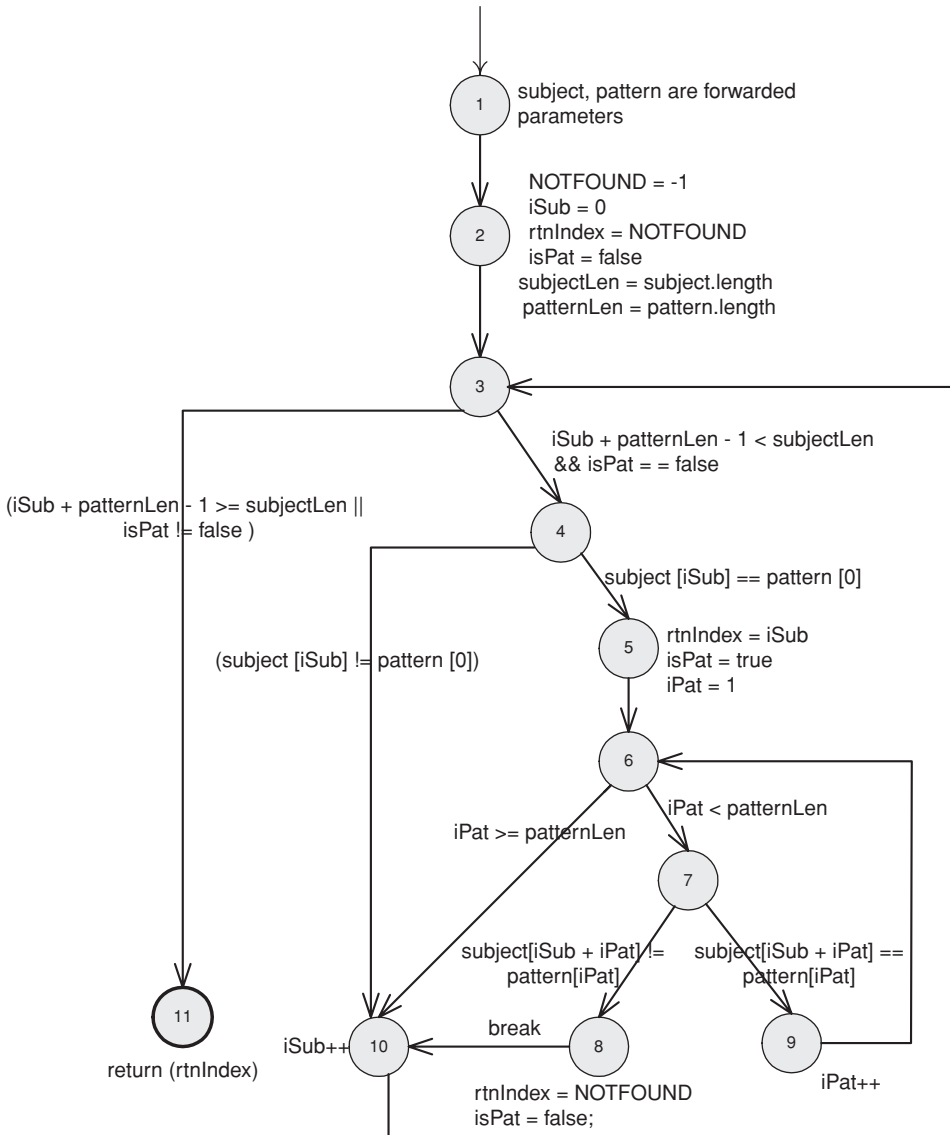 1
subject, pattern are forwarded
parameters
2
NOTFOUND = -1
iSub = 0
rtnIndex = NOTFOUND
isPat = false
subjectLen = subject.length
patternLen = pattern.length
3
iSub + patternLen - 1 < subjectLen
&& isPat = = false
(iSub + patternLen - 1 >= subjectLen ||
isPat != false )
4
subject [iSub] == pattern [0]
(subject [iSub] != pattern [0])
5
rtnIndex = iSub
isPat = true
iPat = 1
6
iPat < patternLen
iPat >= patternLen
7
subject[iSub + iPat] !=
pattern[iPat]
subject[iSub + iPat] ==
pattern[iPat]
11
return (rtnIndex)
iSub++
10
break
8
rtnIndex = NOTFOUND
isPat = false;
9
iPat++